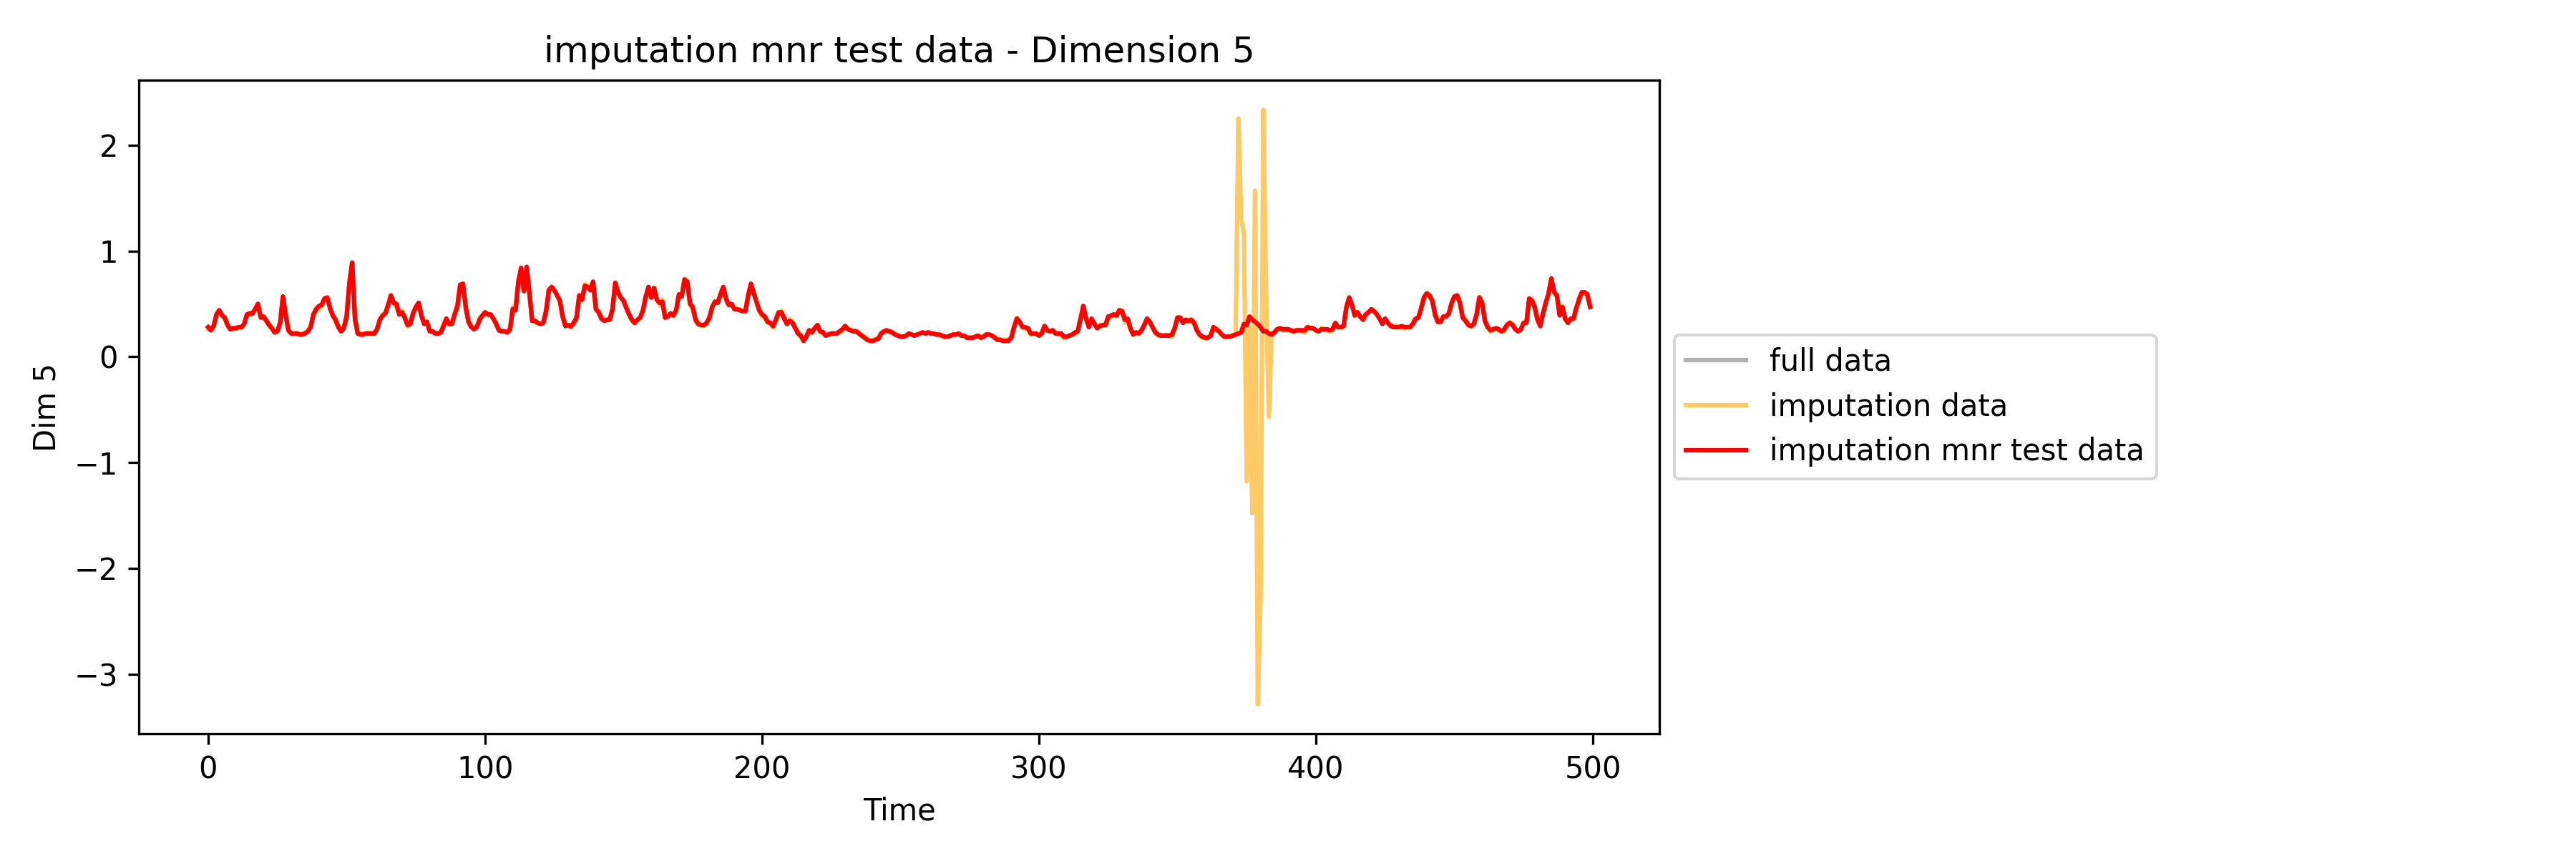 imputation mnr test data - Dimension 5
2
1
0
−1
−2
−3
Dim 5
0 100 200 300 400 500
Time
full data
imputation data
imputation mnr test data